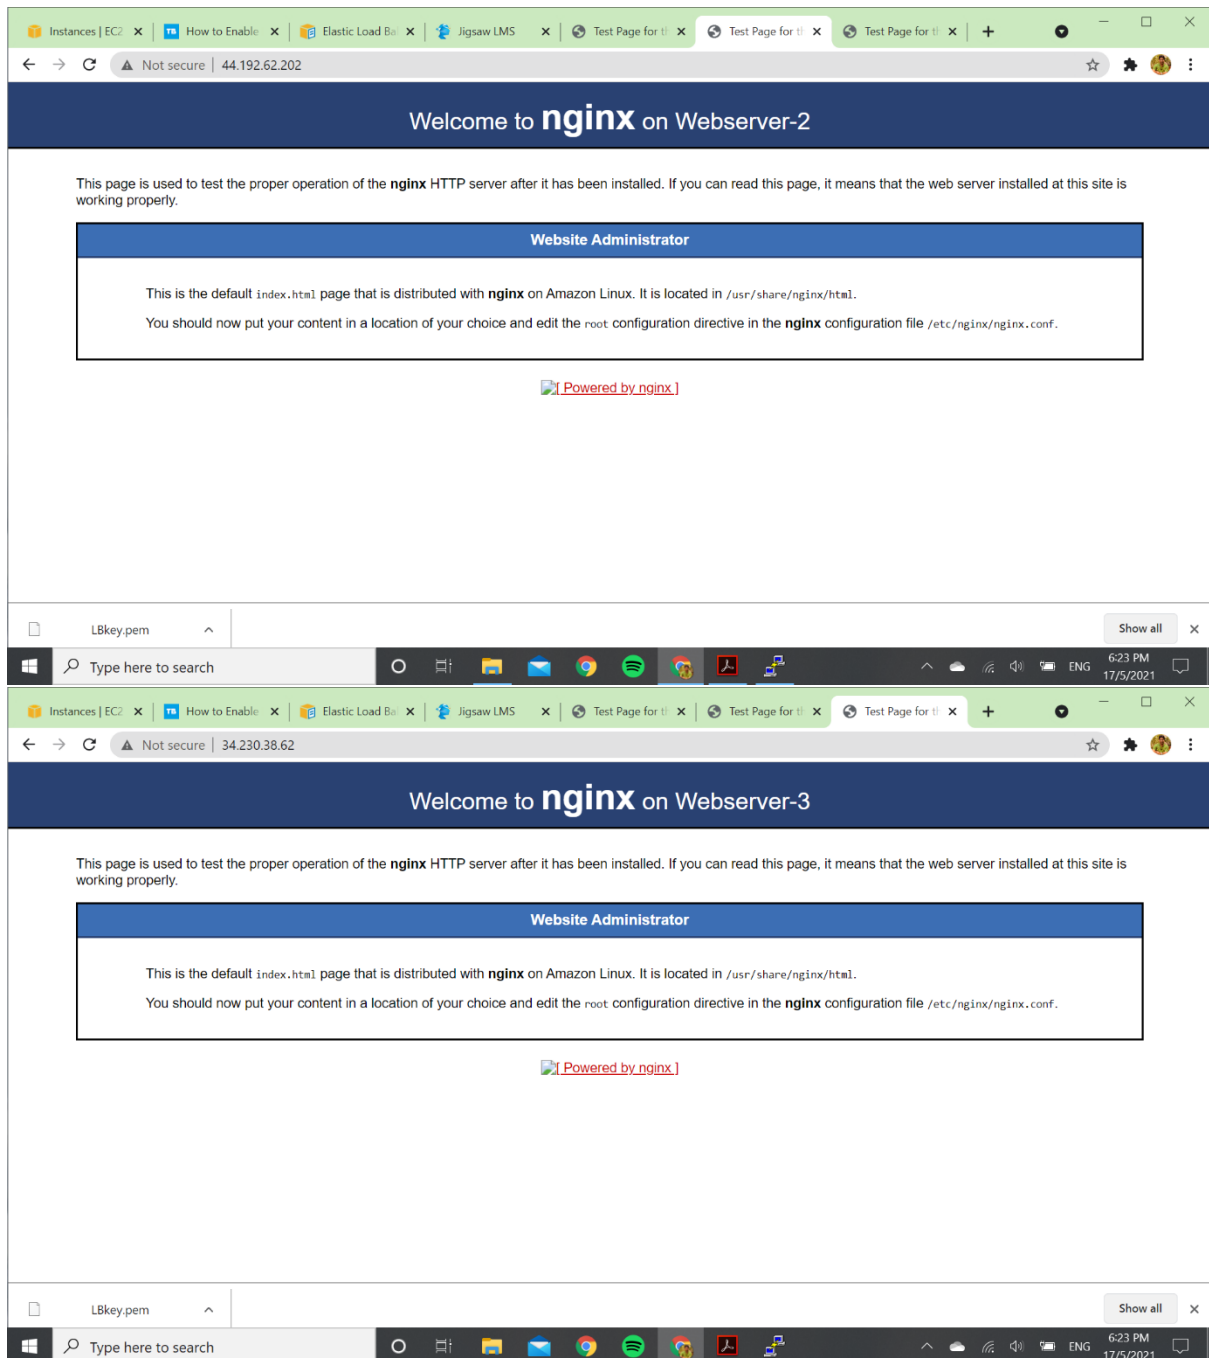 Instances | EC2
How to Enable
Elastic Load Ba
Jigsaw LMS
Test Page for th
Test Page for th
Test Page for th
Not secure | 44.192.62.202
Welcome to nginx on Webserver-2
This page is used to test the proper operation of the nginx HTTP server after it has been installed. If you can read this page, it means that the web server installed at this site is
working properly.
Website Administrator
This is the default index.html page that is distributed with nginx on Amazon Linux. It is located in /usr/share/nginx/html.
You should now put your content in a location of your choice and edit the root configuration directive in the nginx configuration file /etc/nginx/nginx.conf.
[ Powered by nginx ]
LBkey.pem
Show all
Type here to search
ENG
6:23 PM
17/5/2021
Instances | EC2
How to Enable
Elastic Load Ba
Jigsaw LMS
Test Page for th
Test Page for th
Test Page for th
Not secure | 34.230.38.62
Welcome to nginx on Webserver-3
This page is used to test the proper operation of the nginx HTTP server after it has been installed. If you can read this page, it means that the web server installed at this site is
working properly.
Website Administrator
This is the default index.html page that is distributed with nginx on Amazon Linux. It is located in /usr/share/nginx/html.
You should now put your content in a location of your choice and edit the root configuration directive in the nginx configuration file /etc/nginx/nginx.conf.
[ Powered by nginx ]
LBkey.pem
Show all
Type here to search
ENG
6:23 PM
17/5/2021